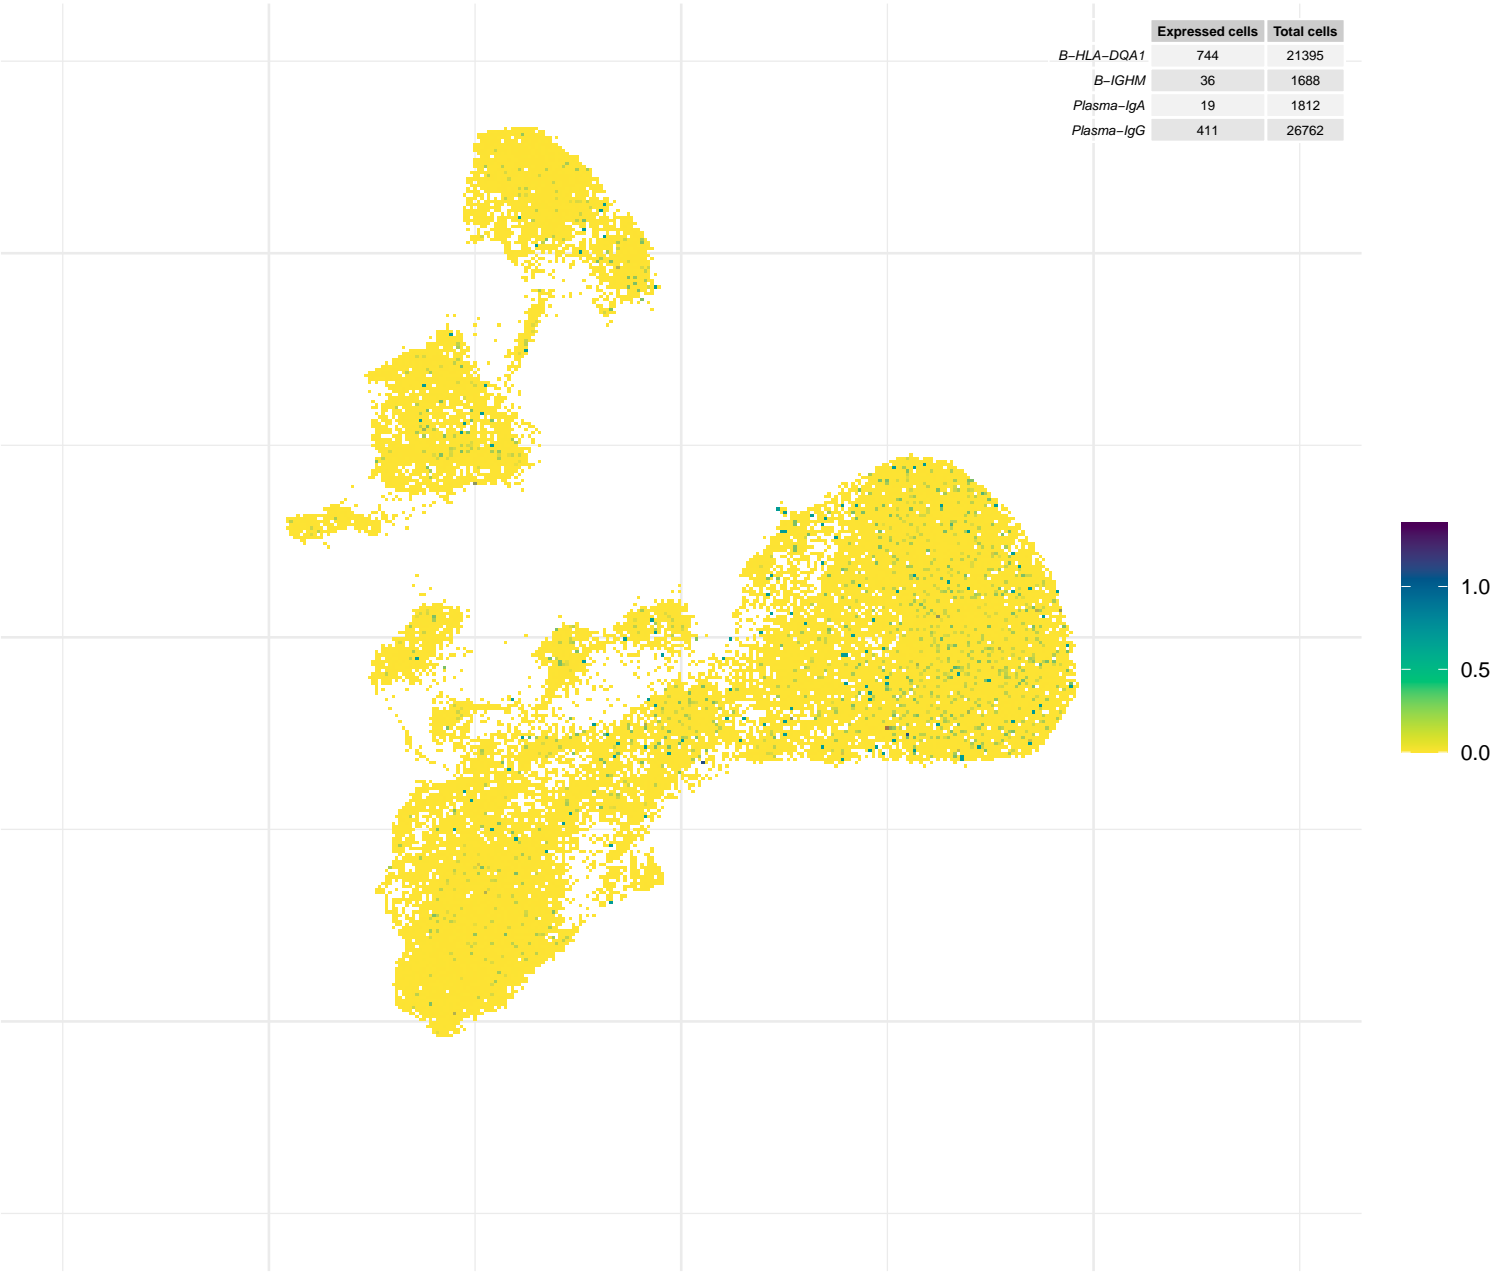 Expressed cells Total cells
B−HLA−DQA1 744 21395
B−IGHM 36 1688
Plasma−IgA 19 1812
Plasma−IgG 411 26762
1.0
0.5
0.0